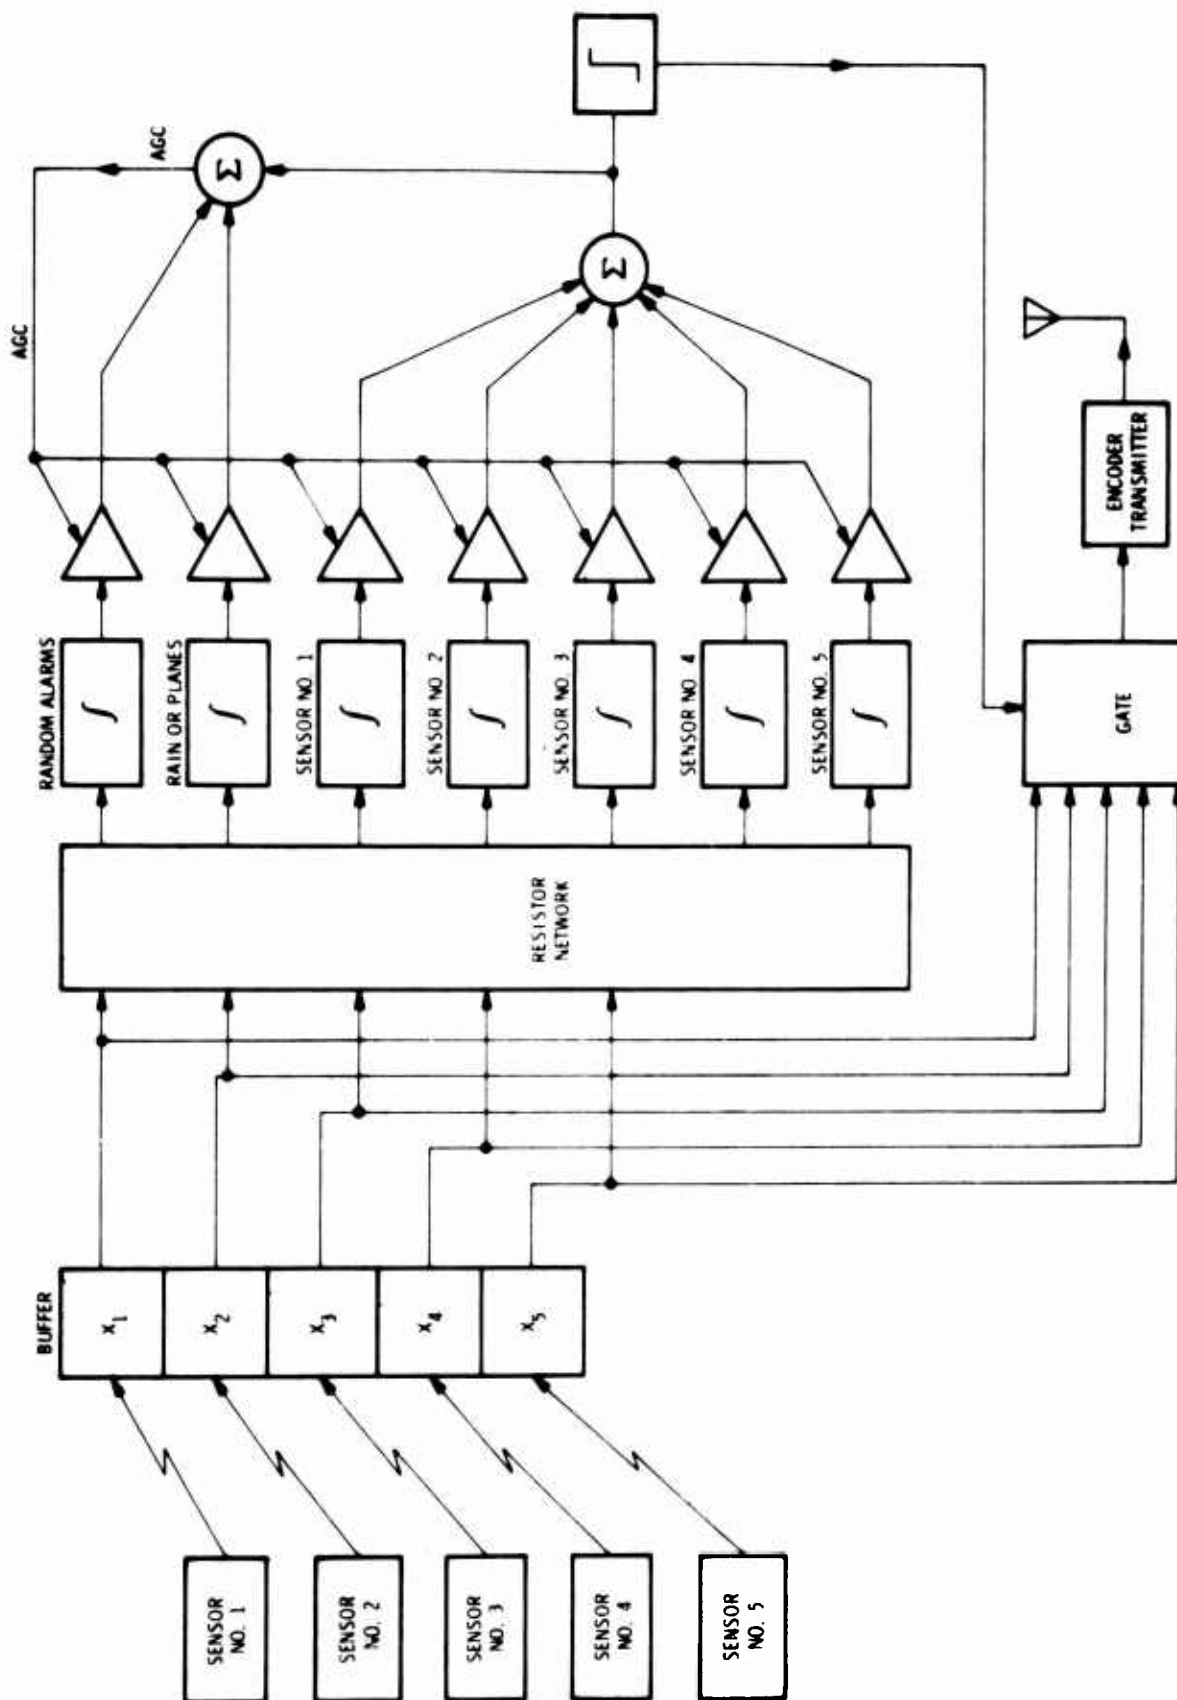 SENSOR
NO. 1
SENSOR
NO. 2
SENSOR
NO. 3
SENSOR
NO. 4
SENSOR
NO. 5
BUFFER
X1
X2
X3
X4
X5
RESISTOR
NETWORK
RANDOM ALARMS
∫
RAIN OR PLANES
∫
SENSOR NO. 1
∫
SENSOR NO. 2
∫
SENSOR NO. 3
∫
SENSOR NO. 4
∫
SENSOR NO. 5
∫
AGC
AGC
Σ
Σ
GATE
ENCODER
TRANSMITTER